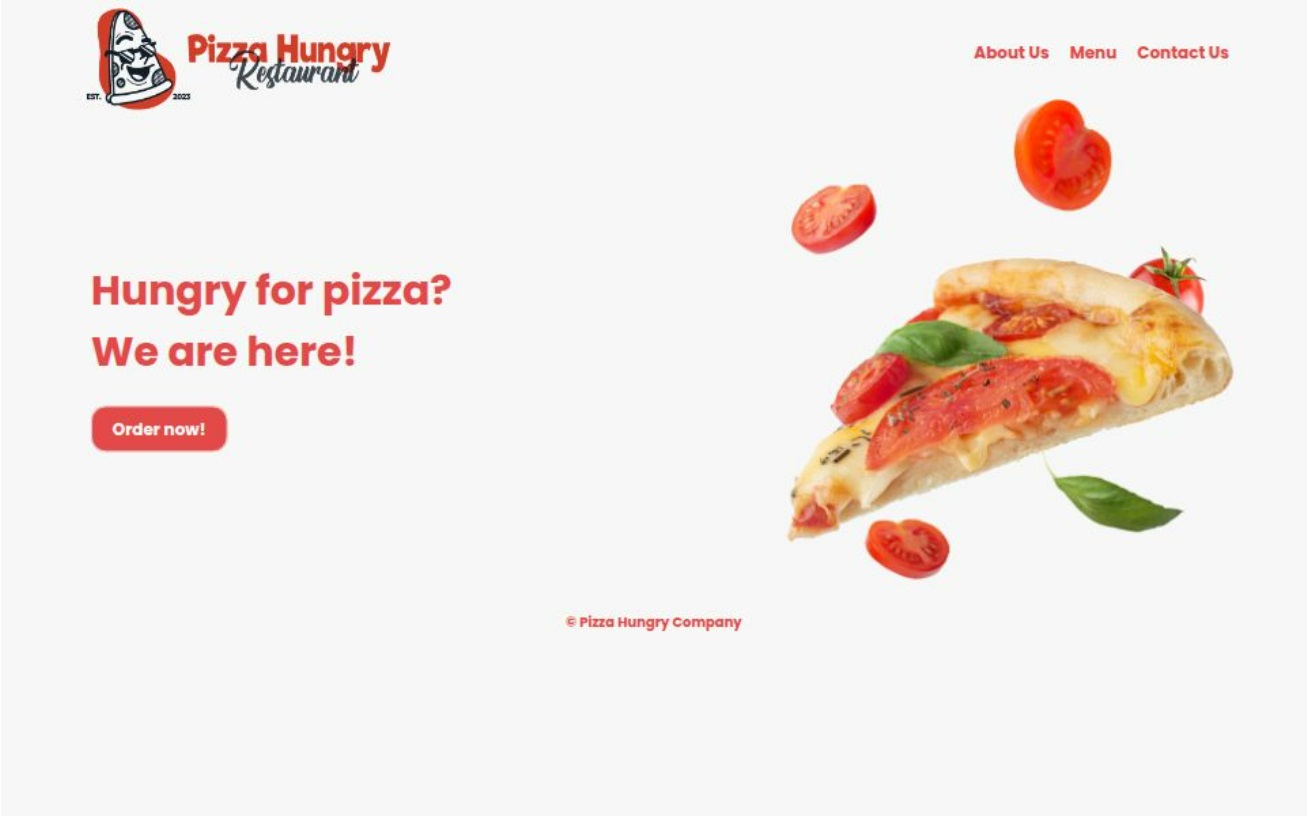 Pizza Hungry
Restaurant
EST. 2023
About Us Menu Contact Us
Hungry for pizza?
We are here!
Order now!
© Pizza Hungry Company